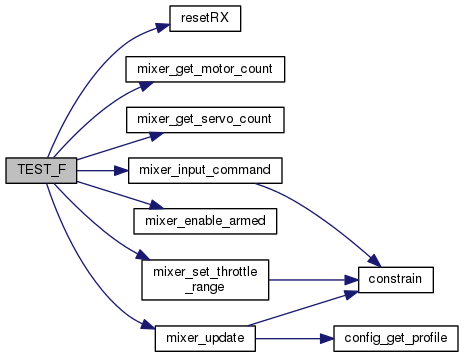 resetRX
mixer_get_motor_count
mixer_get_servo_count
TEST_F
mixer_input_command
mixer_enable_armed
mixer_set_throttle
_range
constrain
mixer_update
config_get_profile